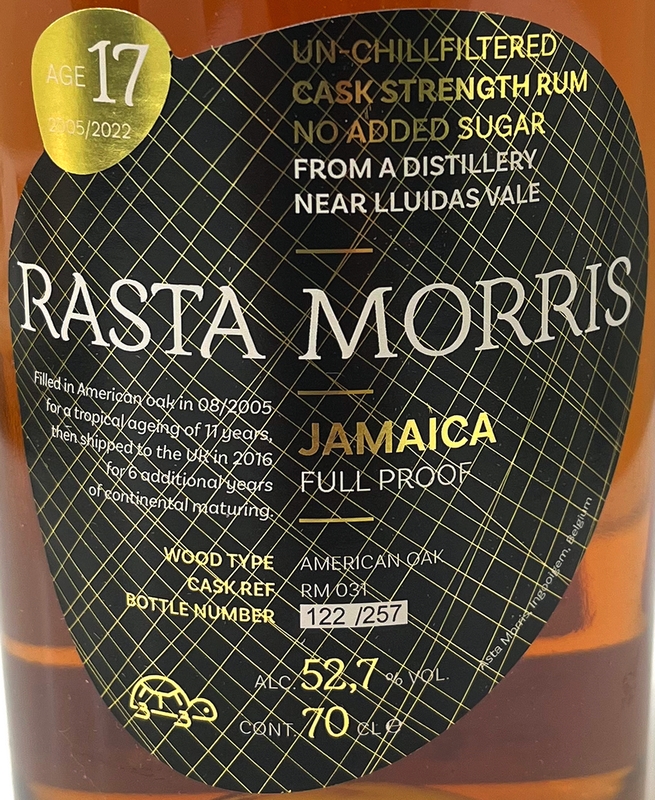 AGE 17
2005/2022
UN-CHILLFILTERED
CASK STRENGTH RUM
NO ADDED SUGAR
FROM A DISTILLERY
NEAR LLUIDAS VALE
RASTA MORRIS
Filled in American oak in 08/2005
for a tropical ageing of 11 years,
then shipped to the UK in 2016
for 6 additional years
of continental maturing.
JAMAICA
FULL PROOF
WOOD TYPE AMERICAN OAK
CASK REF RM 031
BOTTLE NUMBER 122 /257
ALC. 52,7 % VOL.
CONT. 70 CL ℮
asta Morris, Ingooigem, Belgium